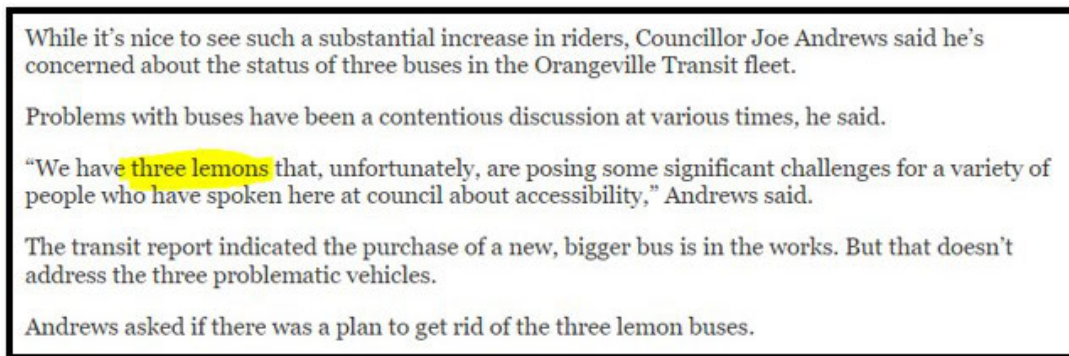 While it’s nice to see such a substantial increase in riders, Councillor Joe Andrews said he’s
concerned about the status of three buses in the Orangeville Transit fleet.
Problems with buses have been a contentious discussion at various times, he said.
“We have three lemons that, unfortunately, are posing some significant challenges for a variety of
people who have spoken here at council about accessibility,” Andrews said.
The transit report indicated the purchase of a new, bigger bus is in the works. But that doesn’t
address the three problematic vehicles.
Andrews asked if there was a plan to get rid of the three lemon buses.